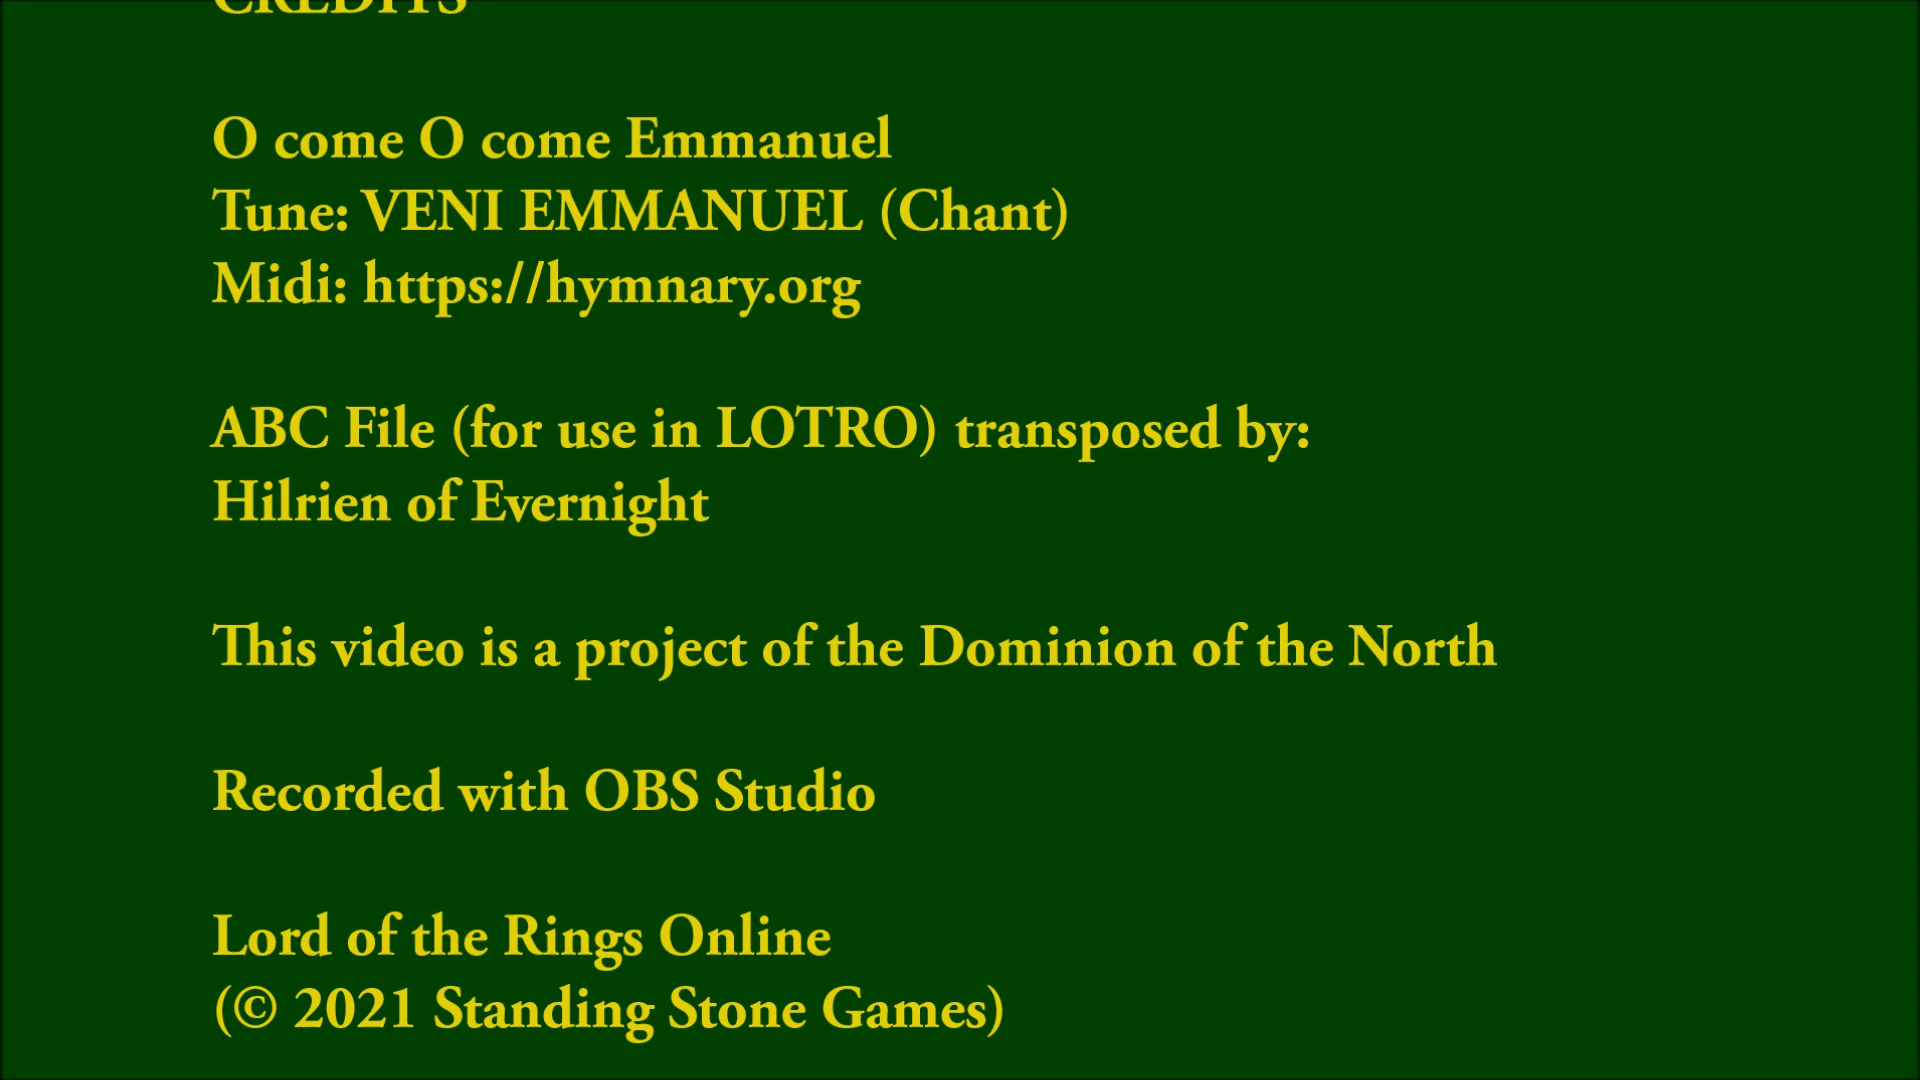 CREDITS
O come O come Emmanuel
Tune: VENI EMMANUEL (Chant)
Midi: https://hymnary.org
ABC File (for use in LOTRO) transposed by:
Hilrien of Evernight
This video is a project of the Dominion of the North
Recorded with OBS Studio
Lord of the Rings Online
(© 2021 Standing Stone Games)